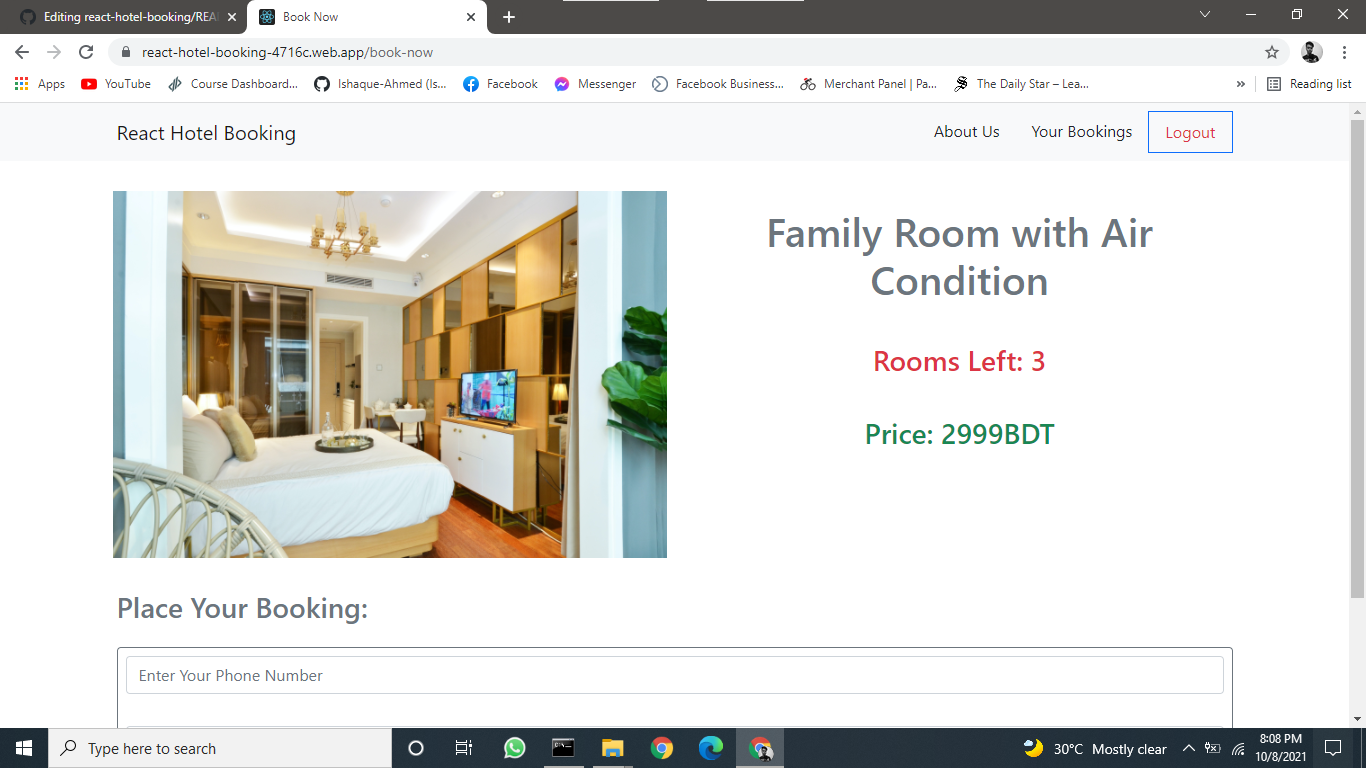 Editing react-hotel-booking/REA
Book Now
react-hotel-booking-4716c.web.app/book-now
Apps
YouTube
Course Dashboard...
Ishaque-Ahmed (Is...
Facebook
Messenger
Facebook Business...
Merchant Panel | Pa...
The Daily Star – Lea...
»
Reading list
React Hotel Booking
About Us
Your Bookings
Logout
Family Room with Air
Condition
Rooms Left: 3
Price: 2999BDT
Place Your Booking:
Enter Your Phone Number
Type here to search
30°C Mostly clear
8:08 PM
10/8/2021